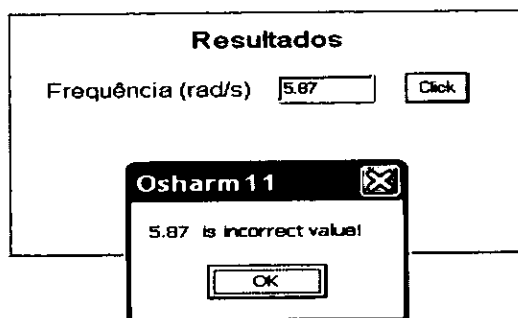 Resultados
Frequência (rad/s) 5.87 Click
Osharm11
5.87 is incorrect value!
OK